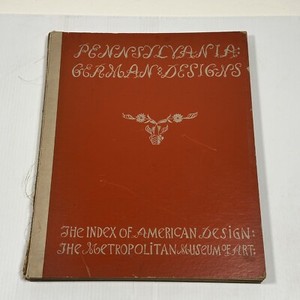 PENNSYLVANIA:
GERMAN DESIGNS
THE INDEX OF AMERICAN DESIGN:
THE METROPOLITAN MUSEUM OF ART: